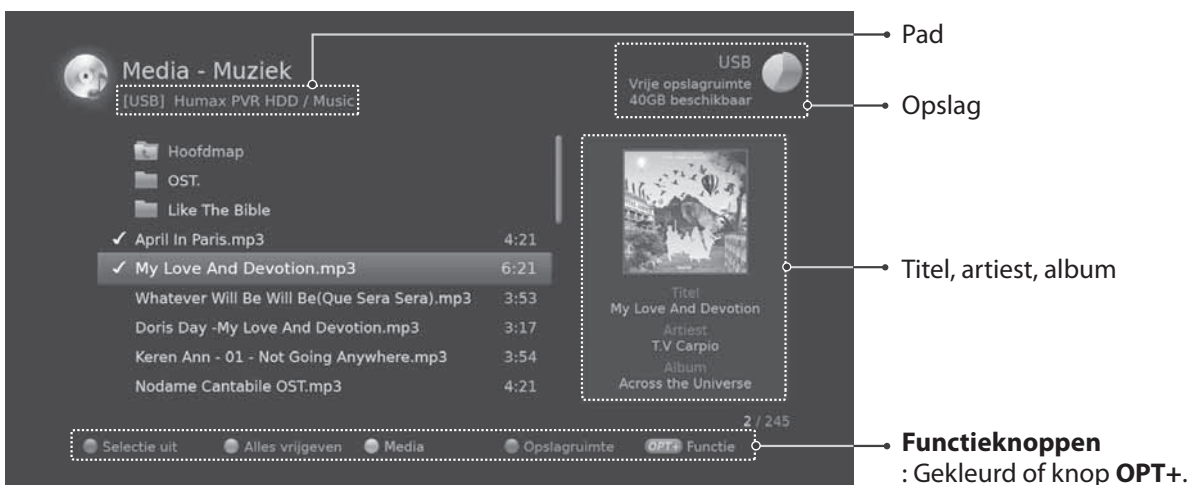 Media - Muziek
[USB] Humax PVR HDD / Music
USB
Vrije opslagruimte
40GB beschikbaar
Pad
Opslag
Hoofdmap
OST.
Like The Bible
✓ April In Paris.mp3 4:21
✓ My Love And Devotion.mp3 6:21
Whatever Will Be Will Be(Que Sera Sera).mp3 3:53
Doris Day -My Love And Devotion.mp3 3:17
Keren Ann - 01 - Not Going Anywhere.mp3 3:54
Nodame Cantabile OST.mp3 4:21
Titel
My Love And Devotion
Artiest
T.V Carpio
Album
Across the Universe
Titel, artiest, album
2 / 245
Selectie uit Alles vrijgeven Media Opslagruimte OPT+ Functie
Functieknoppen
: Gekleurd of knop OPT+.